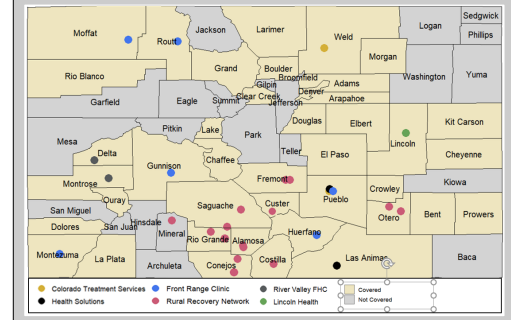 Sedgwick
Logan
Phillips
Jackson
Larimer
Moffat
Routt
Weld
Morgan
Grand
Boulder
Washington
Yuma
Rio Blanco
Broomfield
Gilpin
Adams
Clear Creek
Denver
Garfield
Eagle
Summit
Jefferson
Arapahoe
Pitkin
Lake
Douglas
Elbert
Kit Carson
Park
Mesa
Lincoln
Delta
Chaffee
Teller
El Paso
Cheyenne
Gunnison
Fremont
Montrose
Crowley
Kiowa
Ouray
Pueblo
San Miguel
Saguache
Custer
Otero
Bent
Prowers
Dolores
San Juan
Hinsdale
Mineral
Huerfano
Rio Grande
Alamosa
Montezuma
La Plata
Archuleta
Conejos
Costilla
Las Animas
Baca
Colorado Treatment Services
Front Range Clinic
River Valley FHC
Covered
Health Solutions
Rural Recovery Network
Lincoln Health
Not Covered